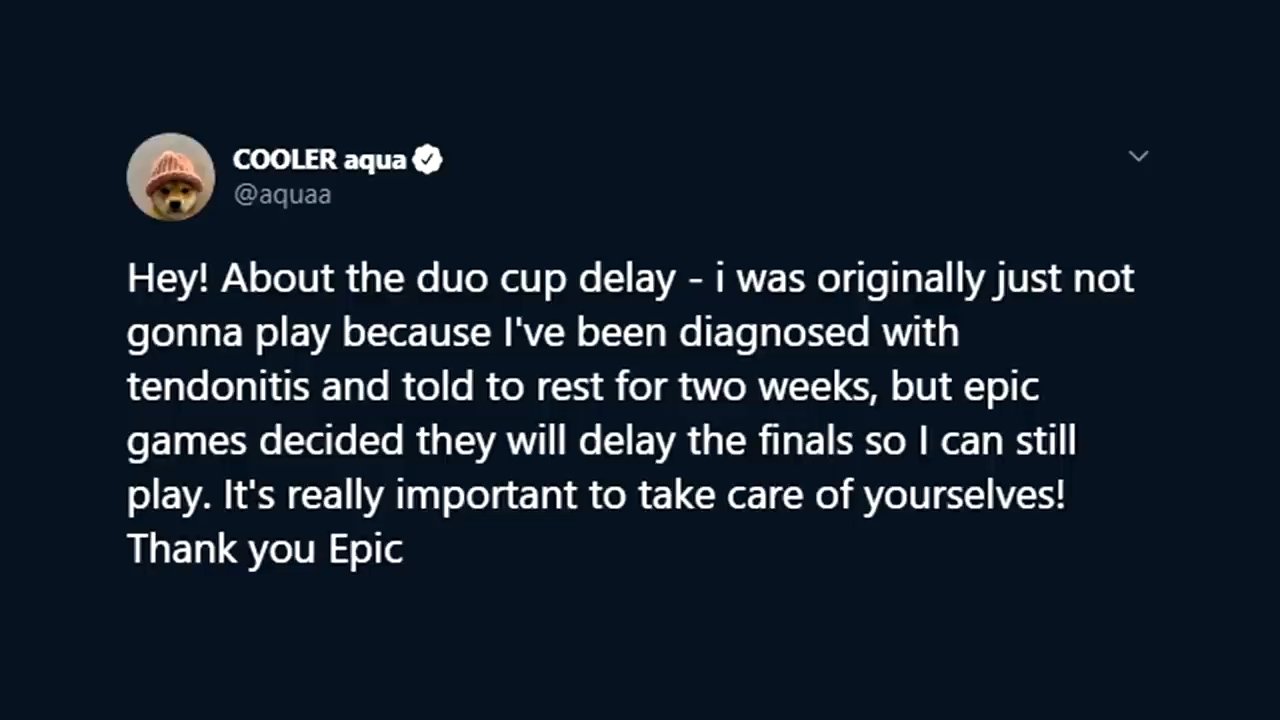 COOLER aqua
@aquaa
Hey! About the duo cup delay - i was originally just not
gonna play because I've been diagnosed with
tendonitis and told to rest for two weeks, but epic
games decided they will delay the finals so I can still
play. It's really important to take care of yourselves!
Thank you Epic